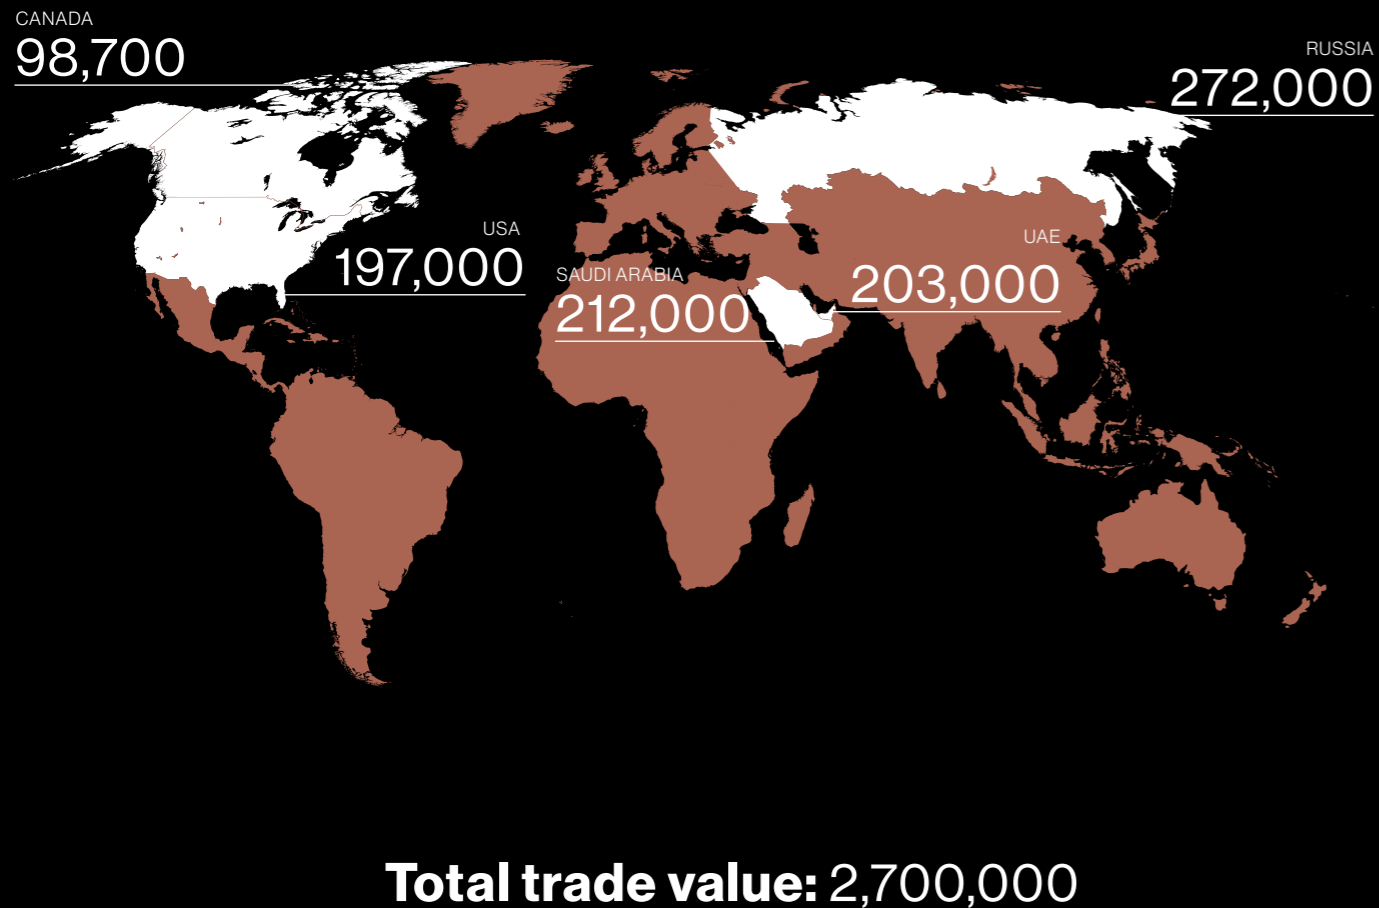 CANADA
98,700
RUSSIA
272,000
USA
197,000
SAUDI ARABIA
212,000
UAE
203,000
Total trade value: 2,700,000